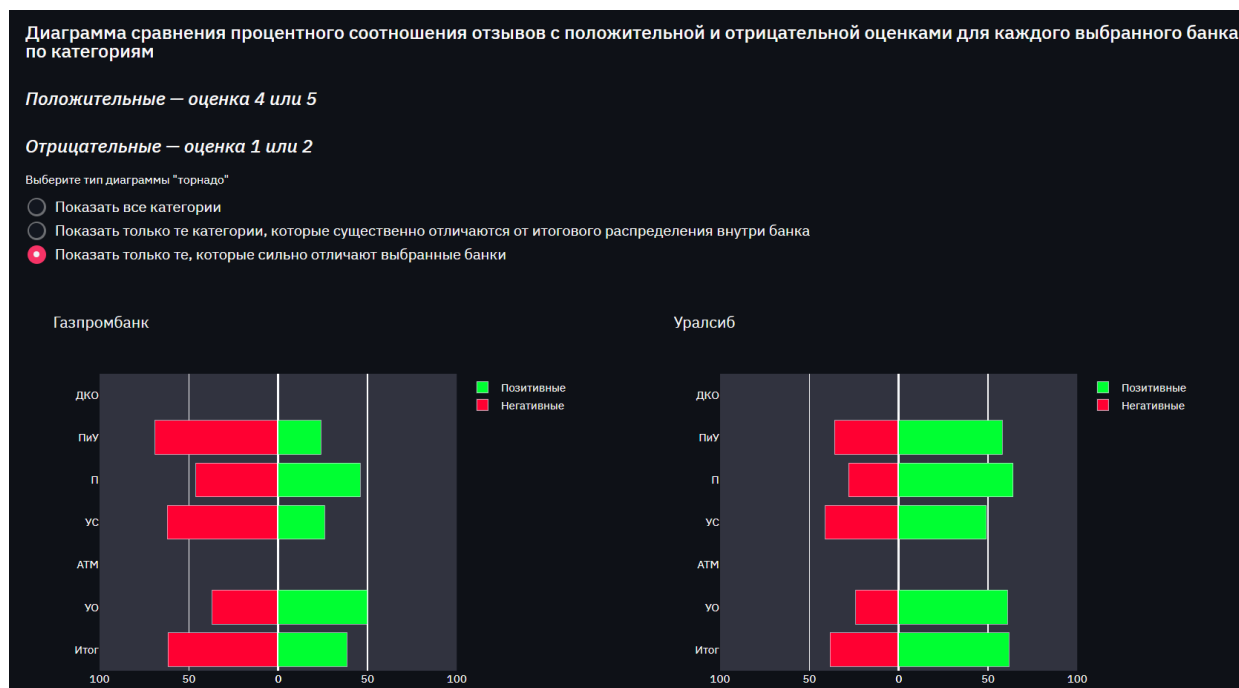 Диаграмма сравнения процентного соотношения отзывов с положительной и отрицательной оценками для каждого выбранного банка
по категориям
Положительные — оценка 4 или 5
Отрицательные — оценка 1 или 2
Выберите тип диаграммы "торнадо"
Показать все категории
Показать только те категории, которые существенно отличаются от итогового распределения внутри банка
Показать только те, которые сильно отличают выбранные банки
Газпромбанк
ДКО
ПиУ
П
УС
АТМ
УО
Итог
100 50 0 50 100
Позитивные
Негативные
Уралсиб
ДКО
ПиУ
П
УС
АТМ
УО
Итог
100 50 0 50 100
Позитивные
Негативные